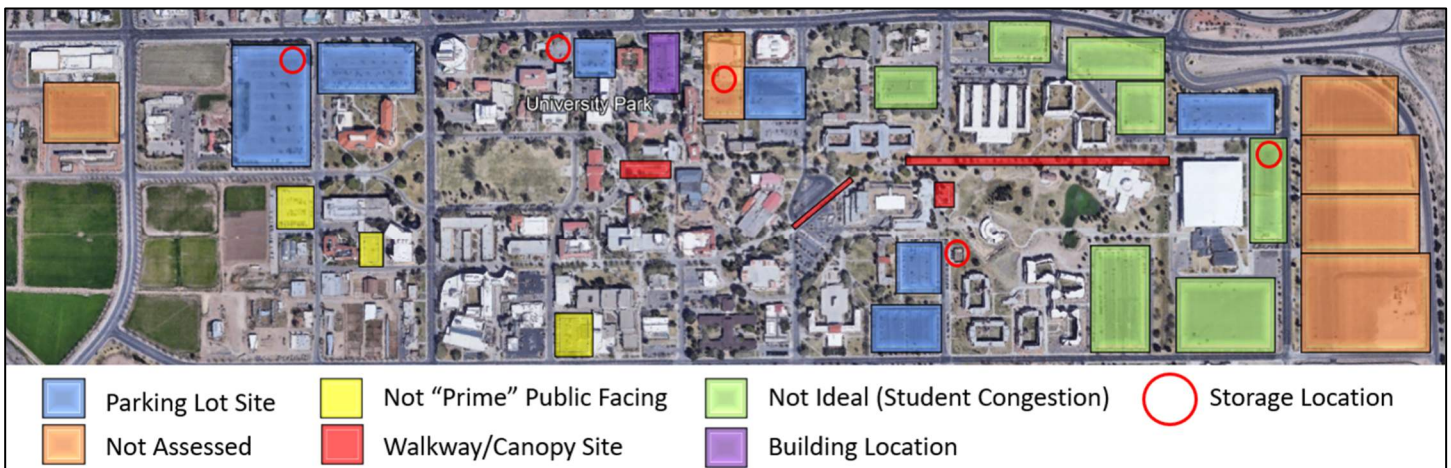 University Park
Parking Lot Site
Not “Prime” Public Facing
Not Ideal (Student Congestion)
Storage Location
Not Assessed
Walkway/Canopy Site
Building Location